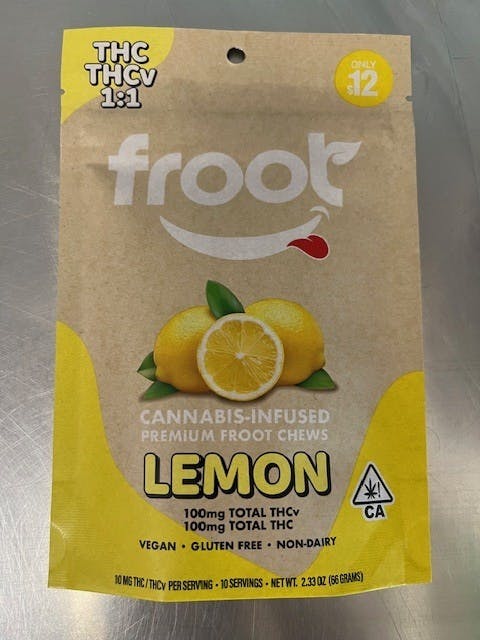 THC
THCv
1:1
ONLY
$12
froot
CANNABIS-INFUSED
PREMIUM FROOT CHEWS
LEMON
100mg TOTAL THCv
100mg TOTAL THC
CA
VEGAN • GLUTEN FREE • NON-DAIRY
10 MG THC/THCv PER SERVING • 10 SERVINGS • NET WT. 2.33 OZ (66 GRAMS)